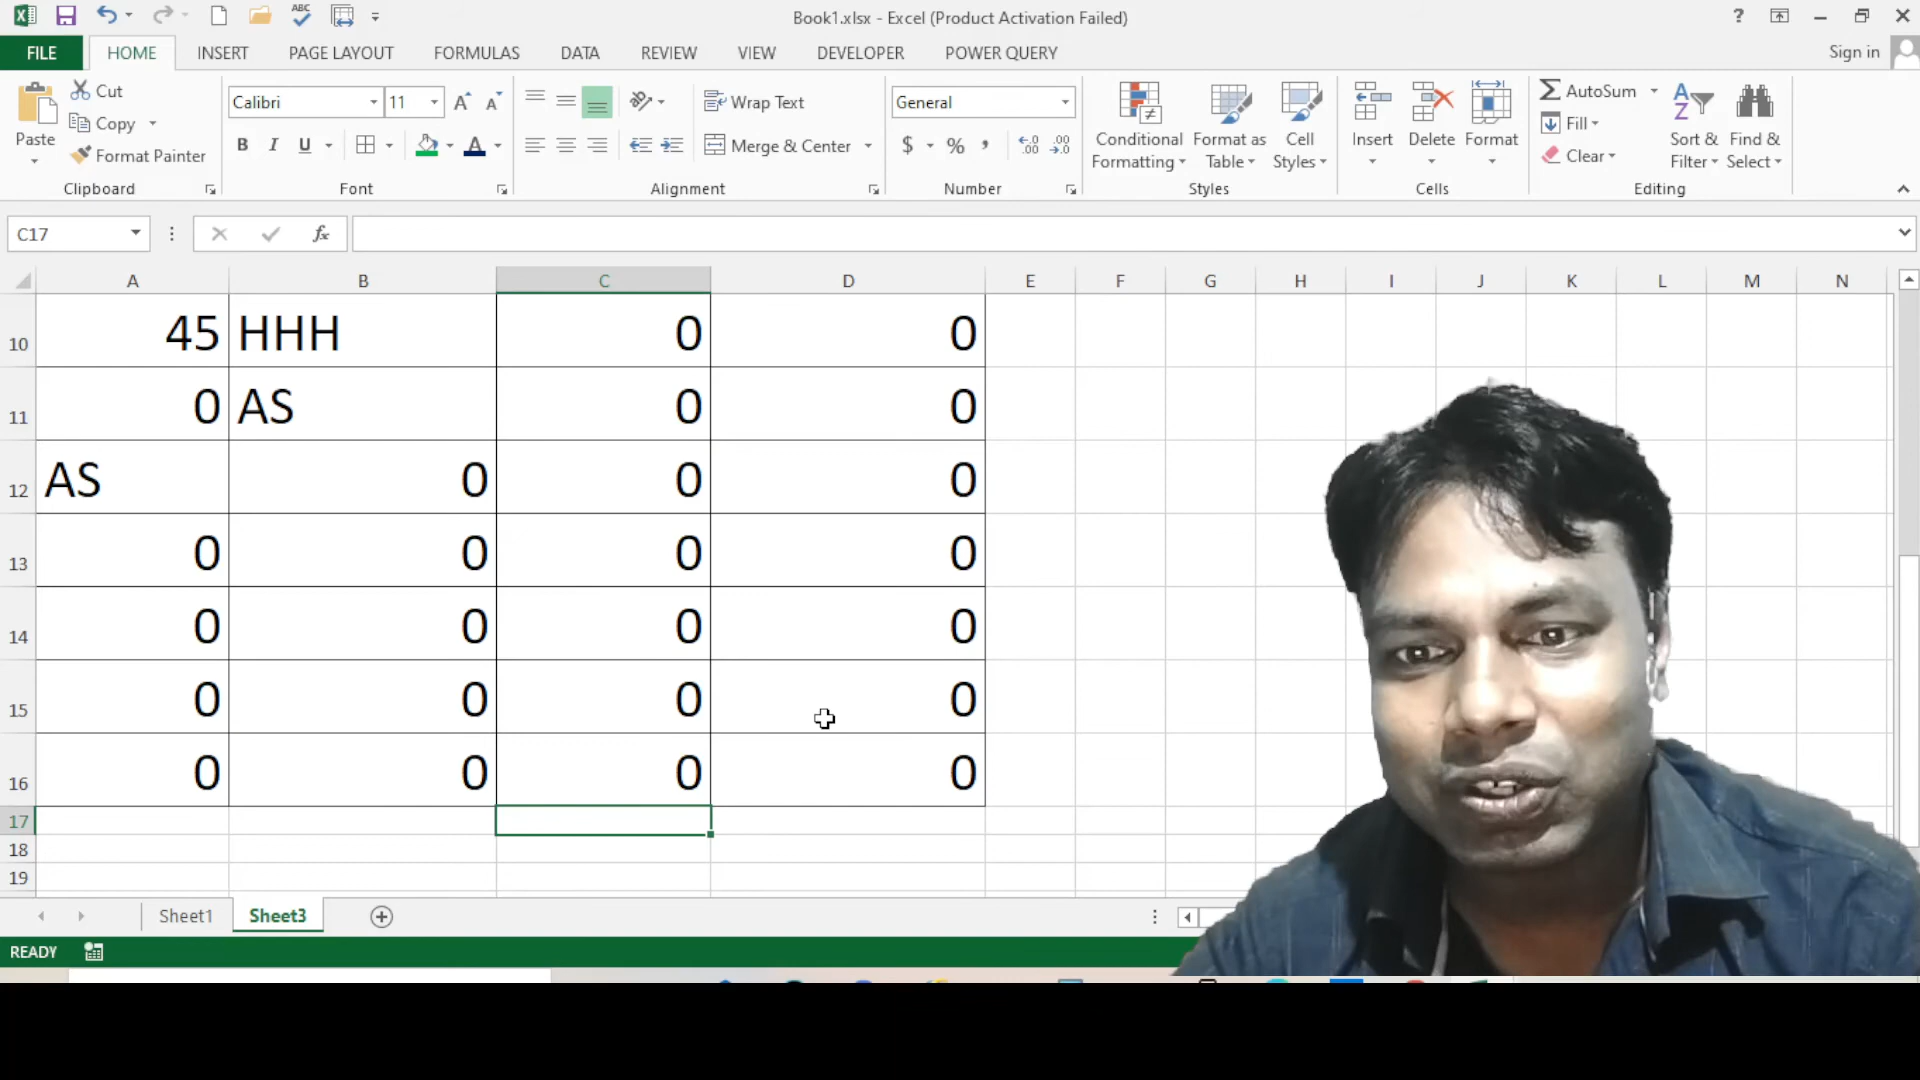 Book1.xlsx - Excel (Product Activation Failed)
?
FILE HOME INSERT PAGE LAYOUT FORMULAS DATA REVIEW VIEW DEVELOPER POWER QUERY Sign in
Paste
Cut
Copy
Format Painter
Calibri 11
B I U
Wrap Text
Merge & Center
General
$ %
Conditional Formatting
Format as Table
Cell Styles
Insert
Delete
Format
AutoSum
Fill
Clear
Sort & Filter
Find & Select
Clipboard Font Alignment Number Styles Cells Editing
C17 fx
A B C D E F G H I J K L M N
10 45 HHH 0 0
11 0 AS 0 0
12 AS 0 0 0
13 0 0 0 0
14 0 0 0 0
15 0 0 0 0
16 0 0 0 0
17
18
19
Sheet1 Sheet3
READY